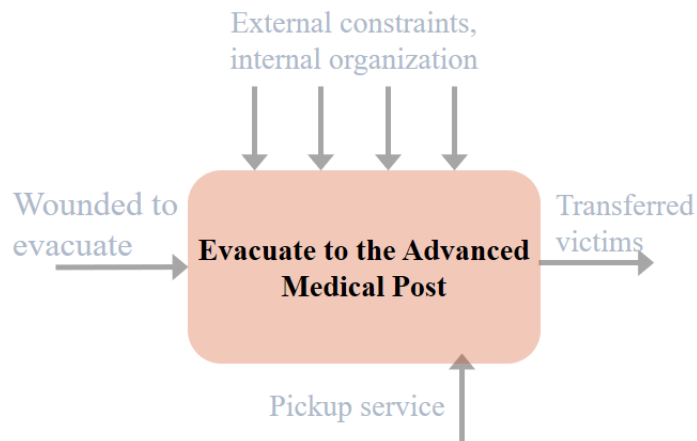 External constraints,
internal organization
Wounded to
evacuate
Evacuate to the Advanced
Medical Post
Transferred
victims
Pickup service